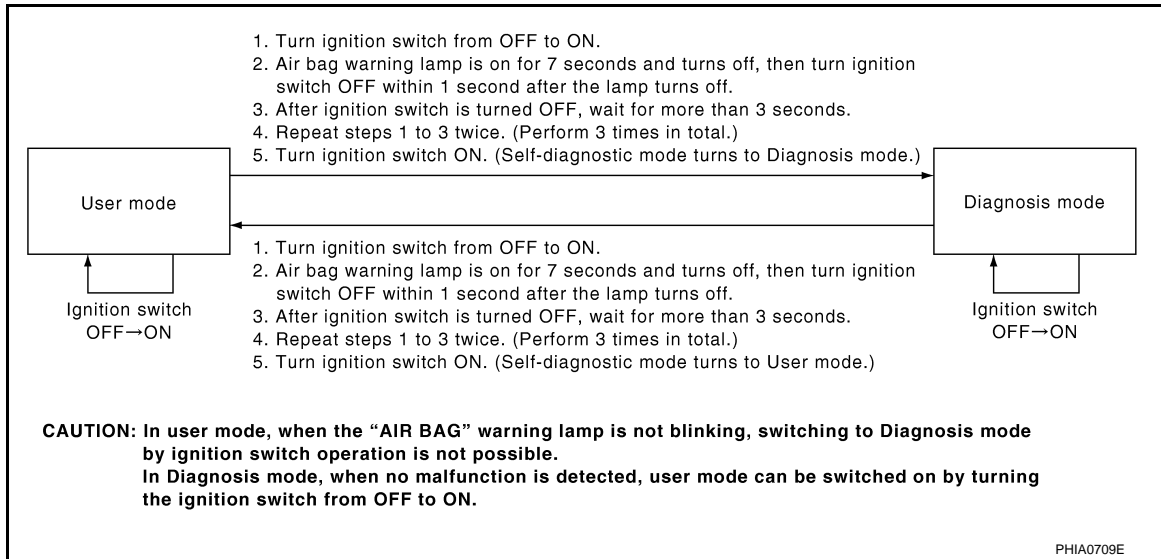 1. Turn ignition switch from OFF to ON.
2. Air bag warning lamp is on for 7 seconds and turns off, then turn ignition
switch OFF within 1 second after the lamp turns off.
3. After ignition switch is turned OFF, wait for more than 3 seconds.
4. Repeat steps 1 to 3 twice. (Perform 3 times in total.)
5. Turn ignition switch ON. (Self-diagnostic mode turns to Diagnosis mode.)
User mode
Diagnosis mode
1. Turn ignition switch from OFF to ON.
2. Air bag warning lamp is on for 7 seconds and turns off, then turn ignition
switch OFF within 1 second after the lamp turns off.
3. After ignition switch is turned OFF, wait for more than 3 seconds.
4. Repeat steps 1 to 3 twice. (Perform 3 times in total.)
5. Turn ignition switch ON. (Self-diagnostic mode turns to User mode.)
Ignition switch
OFF→ON
Ignition switch
OFF→ON
CAUTION: In user mode, when the “AIR BAG” warning lamp is not blinking, switching to Diagnosis mode
by ignition switch operation is not possible.
In Diagnosis mode, when no malfunction is detected, user mode can be switched on by turning
the ignition switch from OFF to ON.
PHIA0709E